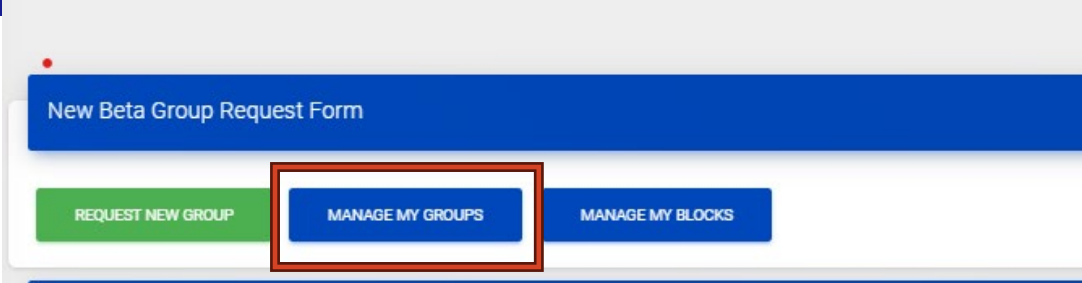 New Beta Group Request Form
REQUEST NEW GROUP MANAGE MY GROUPS MANAGE MY BLOCKS